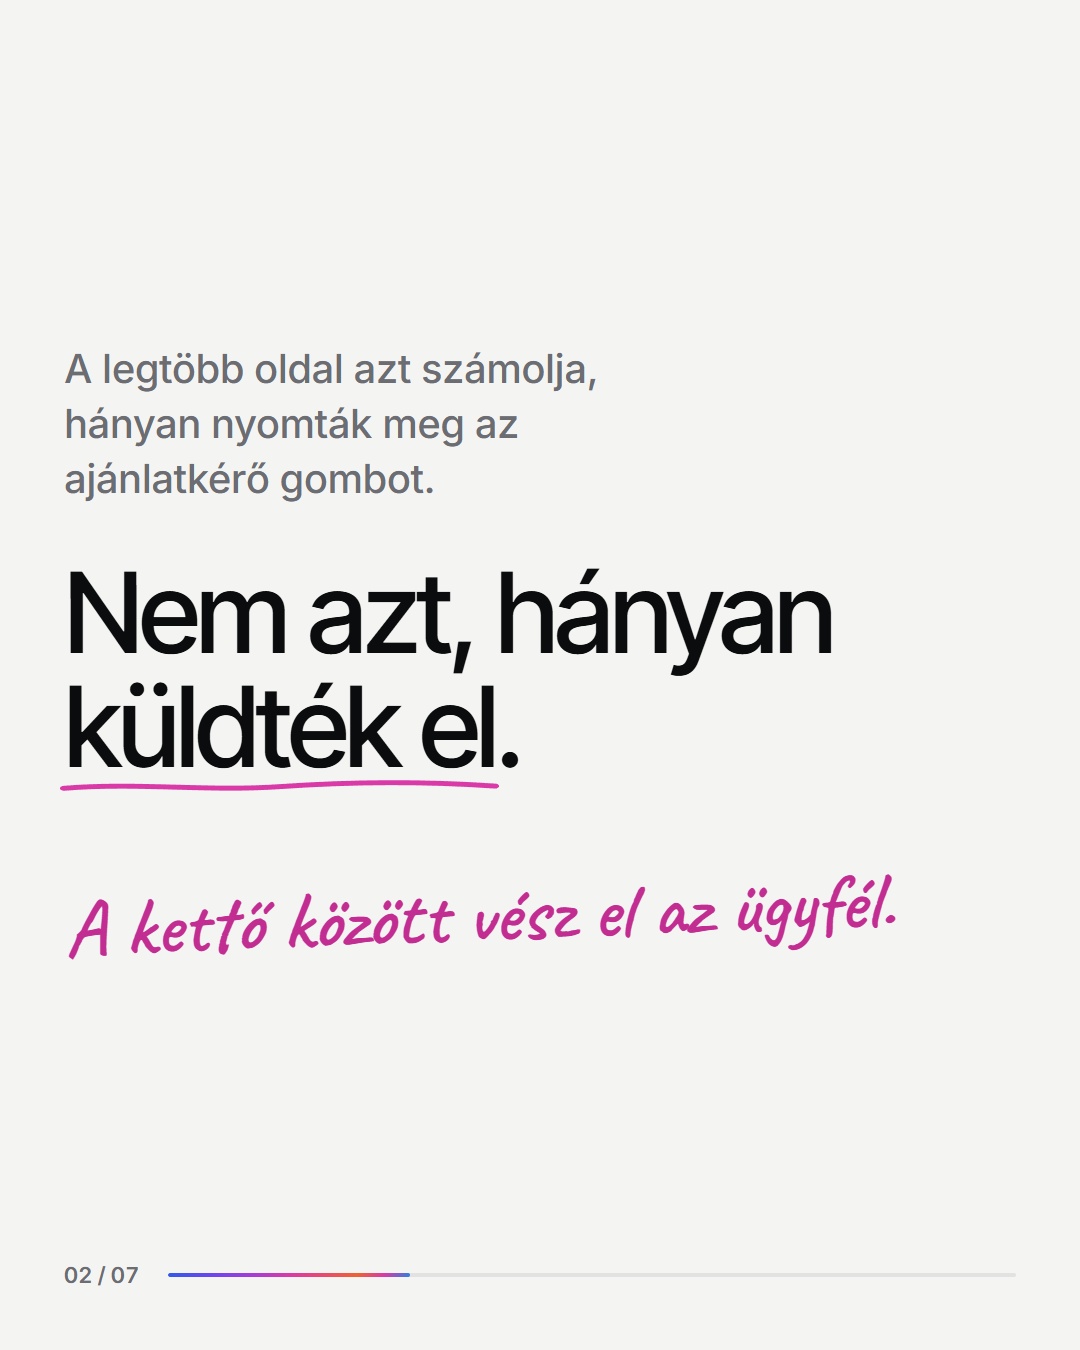 A legtöbb oldal azt számolja,
hányan nyomták meg az
ajánlatkérő gombot.
Nem azt, hányan
küldték el.
A kettő között vész el az ügyfél.
02 / 07